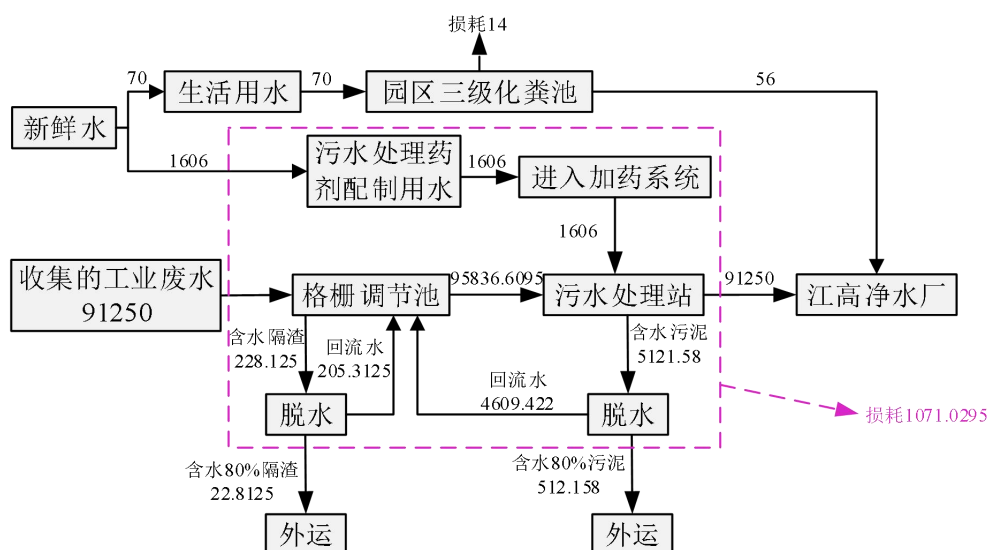 损耗14
70
生活用水
70
园区三级化粪池
56
新鲜水
1606
污水处理药
剂配制用水
1606
进入加药系统
1606
收集的工业废水
91250
格栅调节池
95836.6095
污水处理站
91250
江高净水厂
含水隔渣
228.125
回流水
205.3125
含水污泥
5121.58
回流水
4609.422
脱水
脱水
损耗1071.0295
含水80%隔渣
22.8125
含水80%污泥
512.158
外运
外运